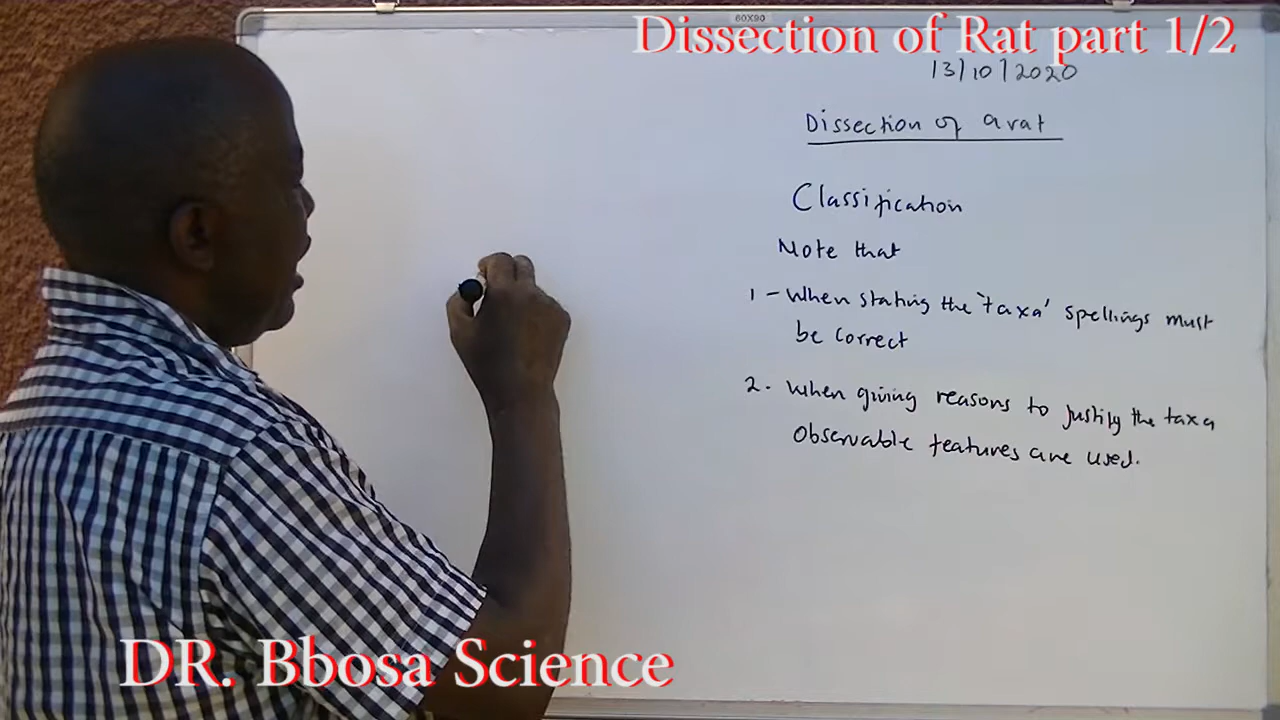 60X90
Dissection of Rat part 1/2
13/10/2020
Dissection of a rat
Classification
Note that
1 - When stating the 'taxa' spellings must
be correct
2. When giving reasons to justify the taxa
Observable features are used.
DR. Bbosa Science